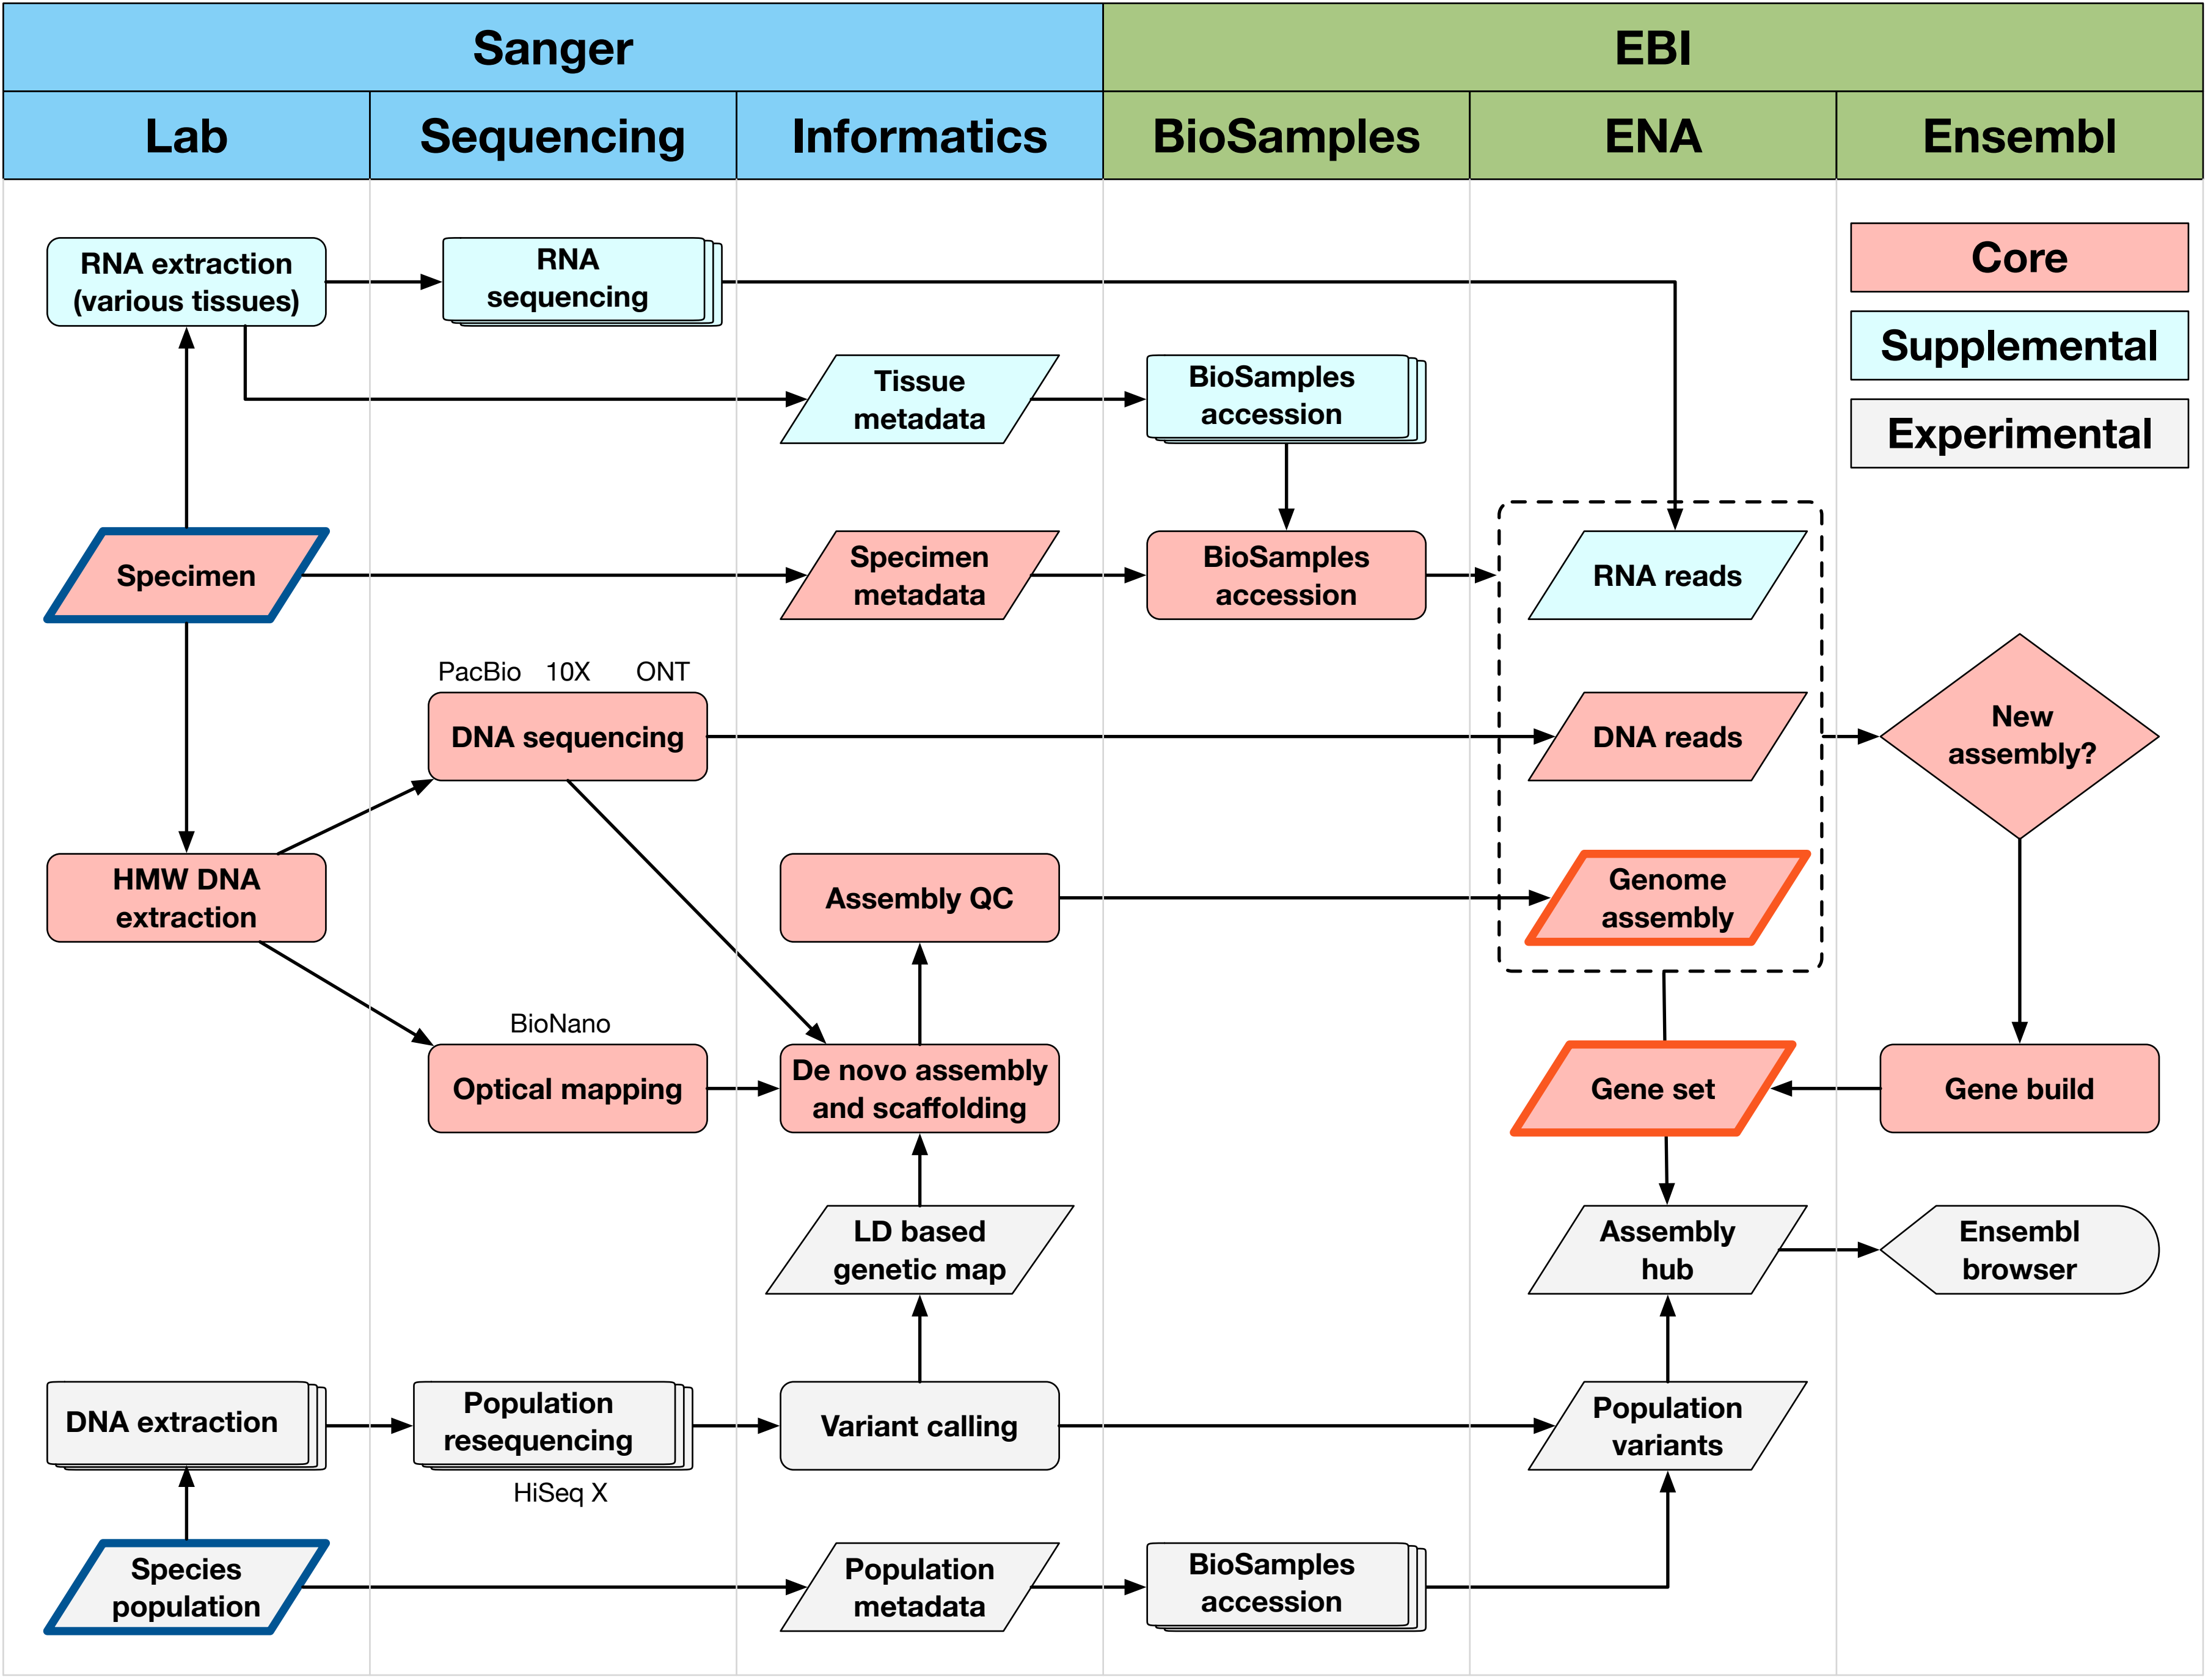 Sanger
EBI
Lab
Sequencing
Informatics
BioSamples
ENA
Ensembl
RNA extraction
(various tissues)
RNA
sequencing
Core
Supplemental
Experimental
Tissue
metadata
BioSamples
accession
Specimen
Specimen
metadata
BioSamples
accession
RNA reads
PacBio 10X ONT
DNA sequencing
DNA reads
New
assembly?
HMW DNA
extraction
Assembly QC
Genome
assembly
BioNano
Optical mapping
De novo assembly
and scaffolding
Gene set
Gene build
LD based
genetic map
Assembly
hub
Ensembl
browser
DNA extraction
Population
resequencing
HiSeq X
Variant calling
Population
variants
Species
population
Population
metadata
BioSamples
accession